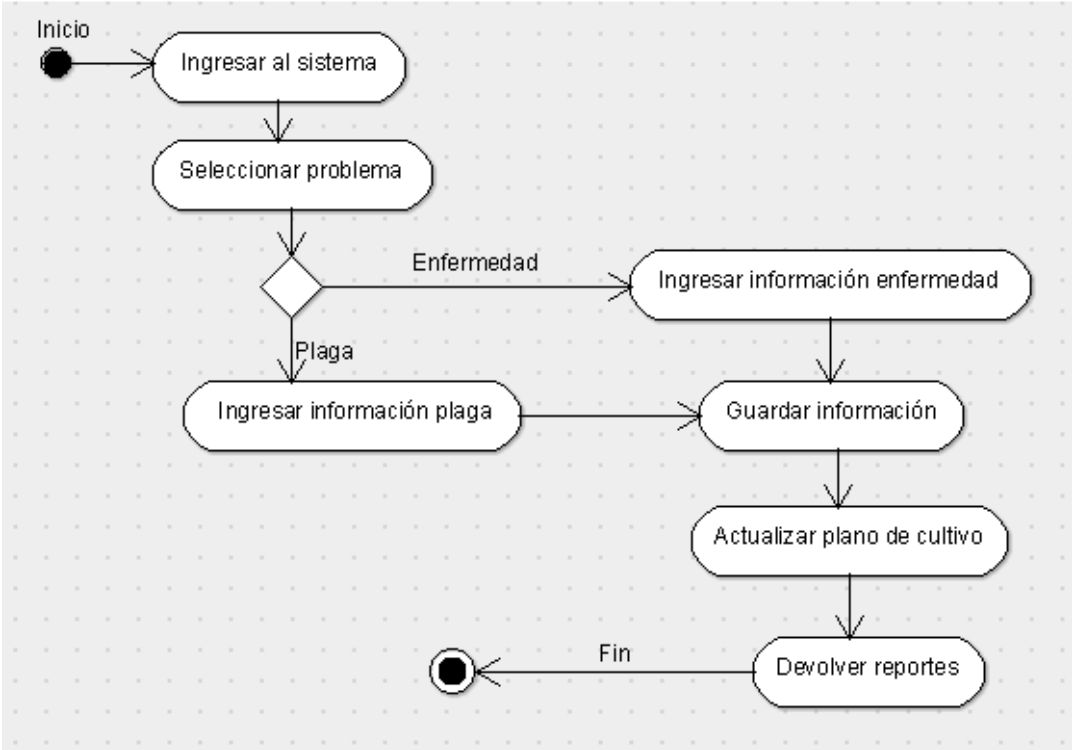 Inicio
Ingresar al sistema
Seleccionar problema
Enfermedad
Ingresar información enfermedad
Plaga
Ingresar información plaga
Guardar información
Actualizar plano de cultivo
Fin
Devolver reportes